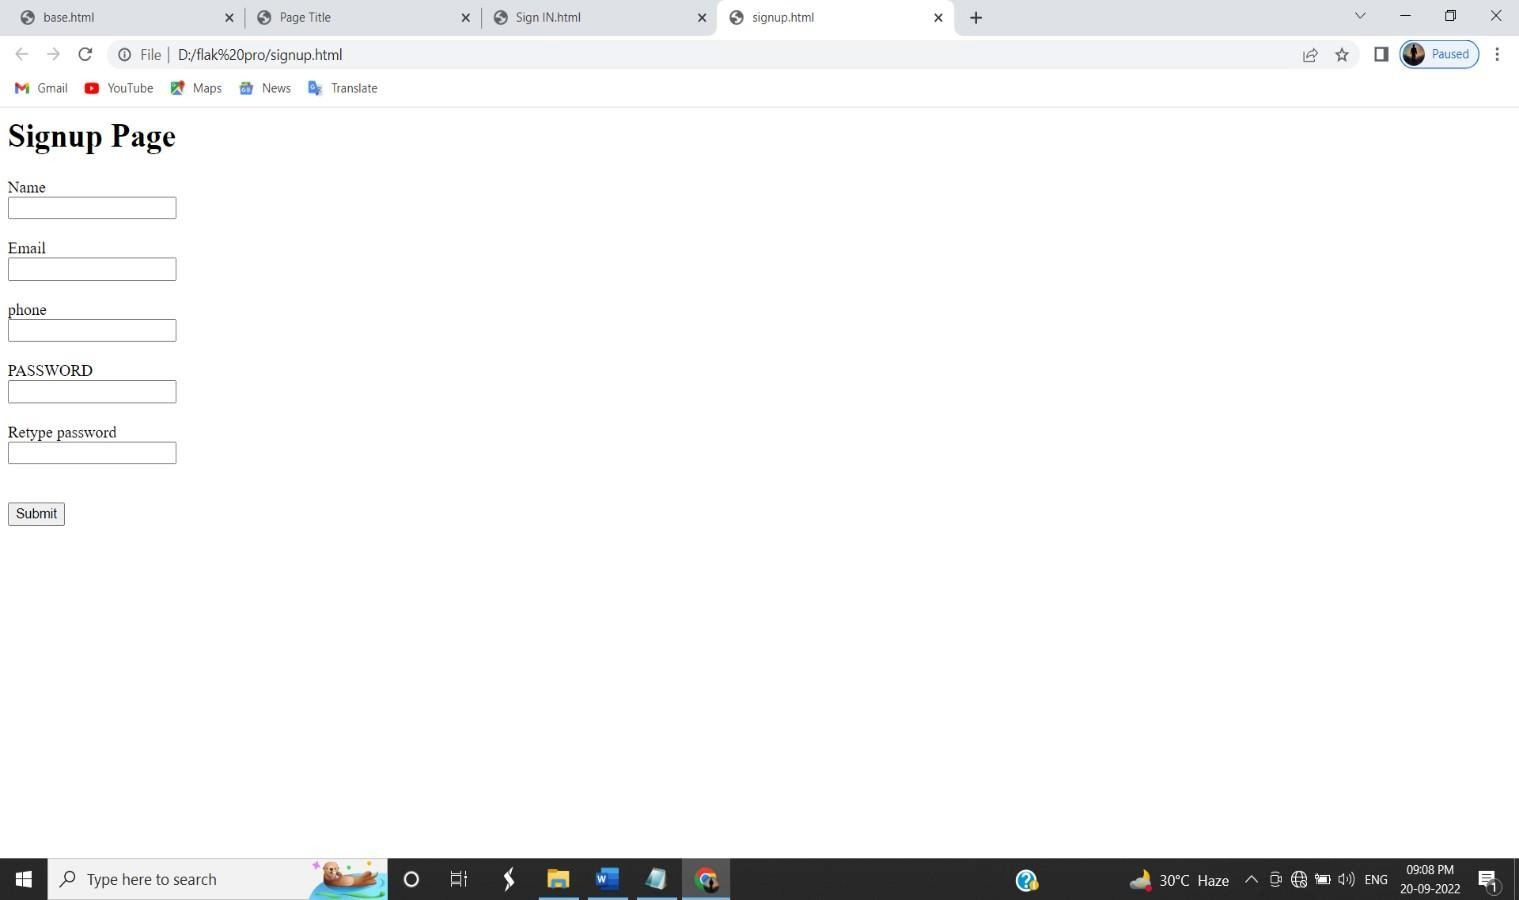 base.html
Page Title
Sign IN.html
signup.html
File | D:/flak%20pro/signup.html
Paused
Gmail
YouTube
Maps
News
Translate
Signup Page
Name
Email
phone
PASSWORD
Retype password
Submit
Type here to search
30°C Haze
ENG
09:08 PM
20-09-2022
1